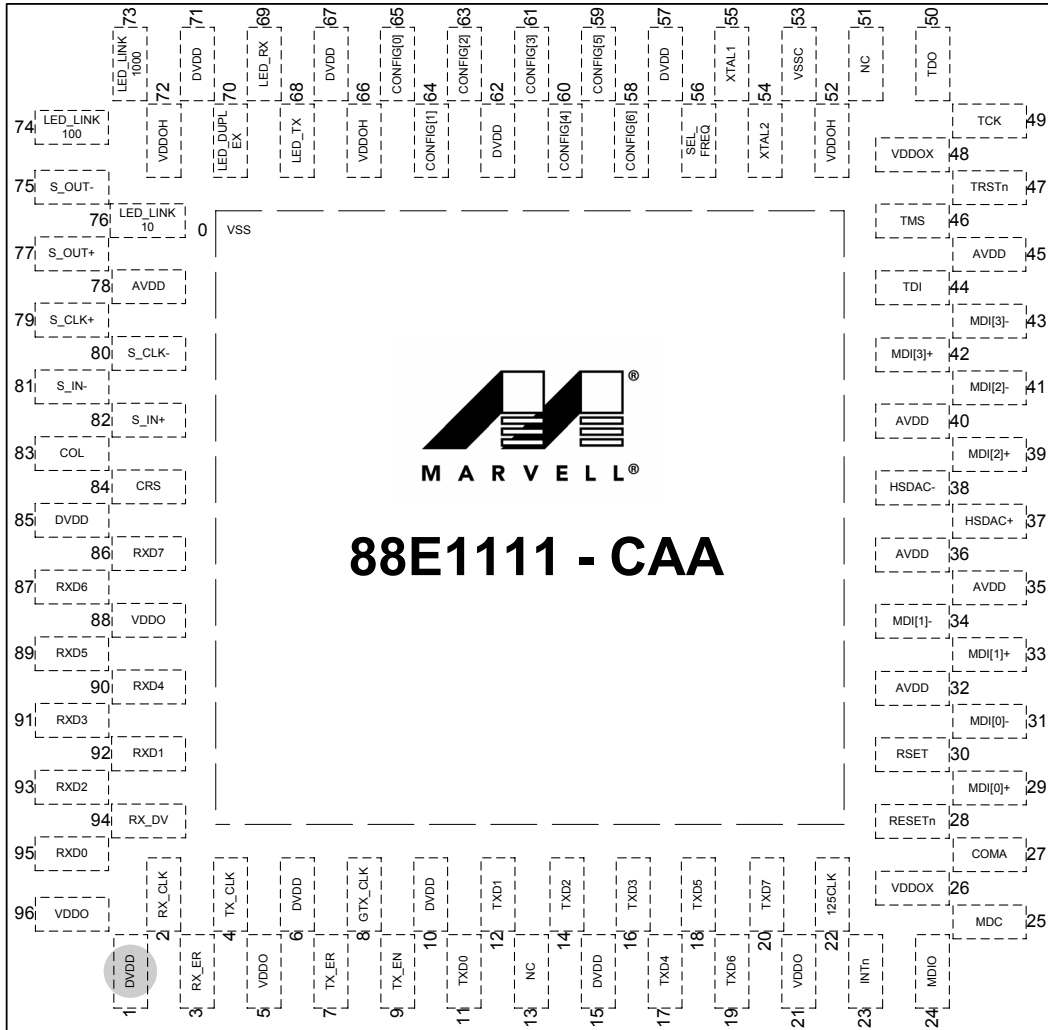 73
71
69
67
65
63
61
59
57
55
53
51
50
LED_LINK
1000
DVDD
LED_RX
DVDD
CONFIG[0]
CONFIG[2]
CONFIG[3]
CONFIG[5]
DVDD
XTAL1
VSSC
NC
TDO
72
70
68
66
64
62
60
58
56
54
52
VDDOH
LED_DUPL
EX
LED_TX
VDDOH
CONFIG[1]
DVDD
CONFIG[4]
CONFIG[6]
SEL_
FREQ
XTAL2
VDDOH
74 LED_LINK
100
75 S_OUT-
76 LED_LINK
10
77 S_OUT+
78 AVDD
79 S_CLK+
80 S_CLK-
81 S_IN-
82 S_IN+
83 COL
84 CRS
85 DVDD
86 RXD7
87 RXD6
88 VDDO
89 RXD5
90 RXD4
91 RXD3
92 RXD1
93 RXD2
94 RX_DV
95 RXD0
96 VDDO
0 VSS
®
MARVELL®
88E1111 - CAA
TCK 49
VDDOX 48
TRSTn 47
TMS 46
AVDD 45
TDI 44
MDI[3]- 43
MDI[3]+ 42
MDI[2]- 41
AVDD 40
MDI[2]+ 39
HSDAC- 38
HSDAC+ 37
AVDD 36
AVDD 35
MDI[1]- 34
MDI[1]+ 33
AVDD 32
MDI[0]- 31
RSET 30
MDI[0]+ 29
RESETn 28
COMA 27
VDDOX 26
MDC 25
RX_CLK
TX_CLK
DVDD
GTX_CLK
DVDD
TXD1
TXD2
TXD3
TXD5
TXD7
125CLK
2
4
6
8
10
12
14
16
18
20
22
DVDD
RX_ER
VDDO
TX_ER
TX_EN
TXD0
NC
DVDD
TXD4
TXD6
VDDO
INTn
MDIO
1
3
5
7
9
11
13
15
17
19
21
23
24